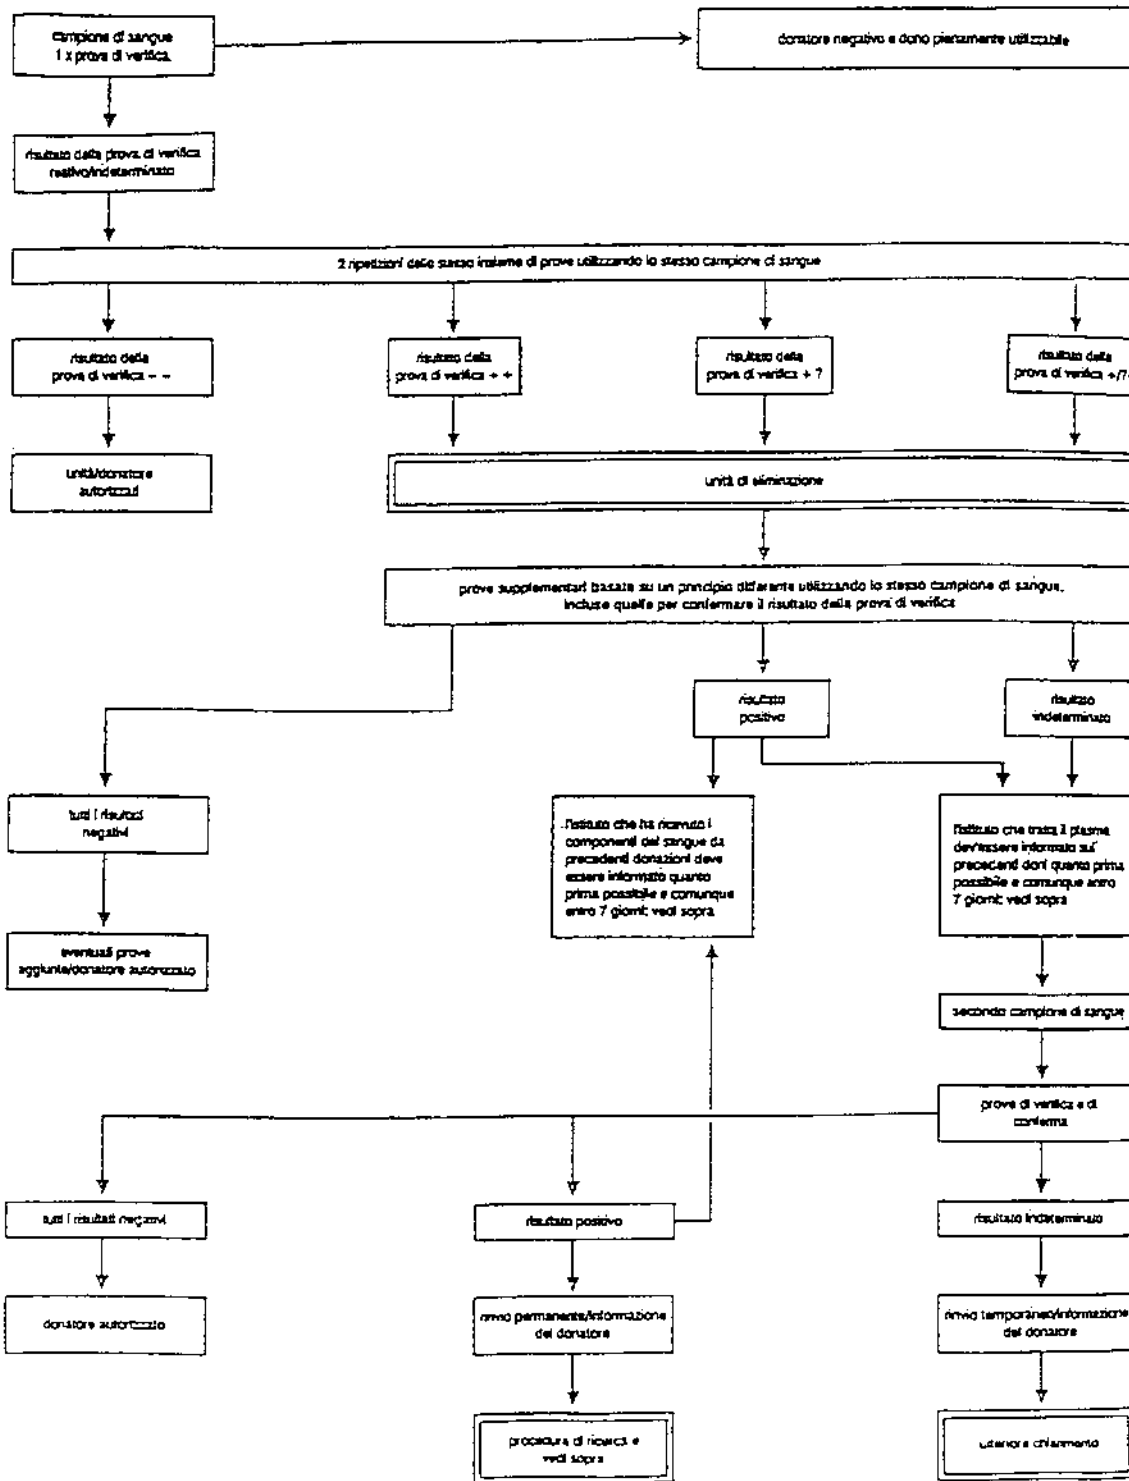 campione di sangue
1 x prova di verifica
donatore negativo e dono pienamente utilizzabile
risultato della prova di verifica
reattivo/indeterminato
2 ripetizioni dello stesso insieme di prove utilizzando lo stesso campione di sangue
risultato della
prova di verifica – –
risultato della
prova di verifica + +
risultato della
prova di verifica + ?
risultato della
prova di verifica +/?
unità/donatore
autorizzati
unità di eliminazione
prove supplementari basate su un principio differente utilizzando lo stesso campione di sangue,
incluse quelle per confermare il risultato della prova di verifica
risultato
positivo
risultato
indeterminato
tutti i risultati
negativi
l'istituto che ha ricevuto i
componenti del sangue da
precedenti donazioni deve
essere informato quanto
prima possibile e comunque
entro 7 giorni: vedi sopra
l'istituto che tratta il plasma
dev'essere informato sui
precedenti doni quanto prima
possibile e comunque entro
7 giorni: vedi sopra
eventuali prove
aggiunte/donatore autorizzato
secondo campione di sangue
prove di verifica e di
conferma
tutti i risultati negativi
risultato positivo
risultato indeterminato
donatore autorizzato
rinvio permanente/informazione
del donatore
rinvio temporaneo/informazione
del donatore
procedura di ricerca e
vedi sopra
ulteriore chiarimento